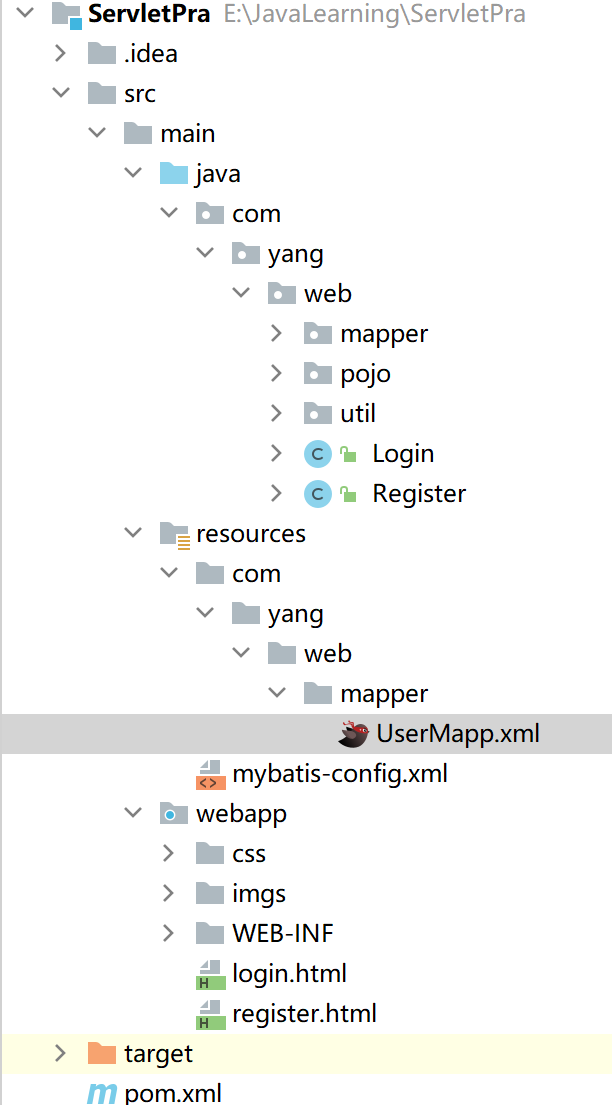 ServletPra E:\JavaLearning\ServletPra
.idea
src
main
java
com
yang
web
mapper
pojo
util
C Login
C Register
resources
com
yang
web
mapper
UserMapp.xml
<> mybatis-config.xml
webapp
css
imgs
WEB-INF
H login.html
H register.html
target
m pom.xml